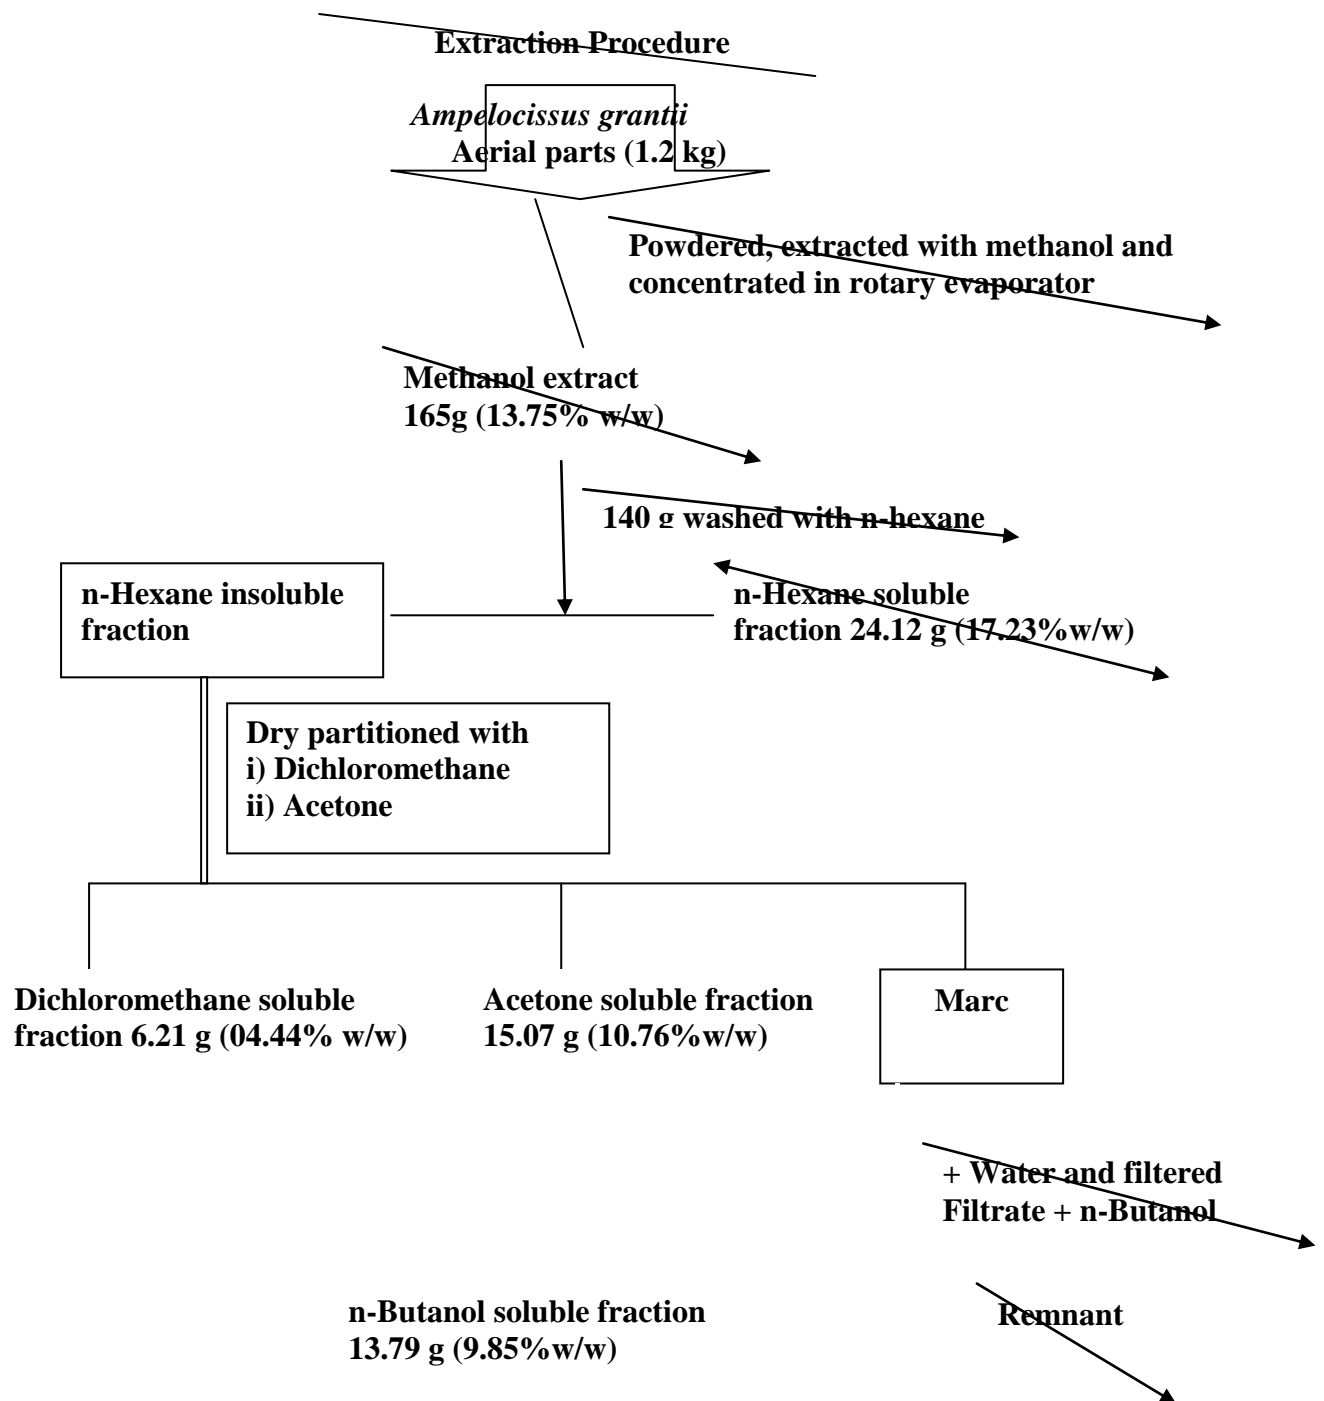 Extraction Procedure
Ampelocissus grantii
Aerial parts (1.2 kg)
Powdered, extracted with methanol and
concentrated in rotary evaporator
Methanol extract
165g (13.75% w/w)
140 g washed with n-hexane
n-Hexane insoluble
fraction
n-Hexane soluble
fraction 24.12 g (17.23%w/w)
Dry partitioned with
i) Dichloromethane
ii) Acetone
Dichloromethane soluble
fraction 6.21 g (04.44% w/w)
Acetone soluble fraction
15.07 g (10.76%w/w)
Marc
+ Water and filtered
Filtrate + n-Butanol
n-Butanol soluble fraction
13.79 g (9.85%w/w)
Remnant